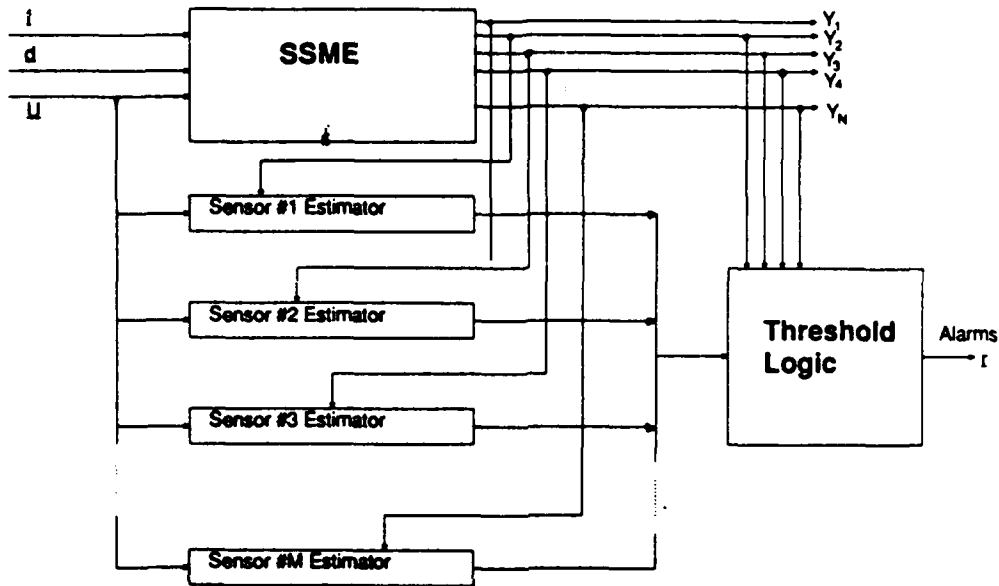 f
d
u
SSME
Y1
Y2
Y3
Y4
YN
Sensor #1 Estimator
Sensor #2 Estimator
Sensor #3 Estimator
Sensor #M Estimator
Threshold
Logic
Alarms
r